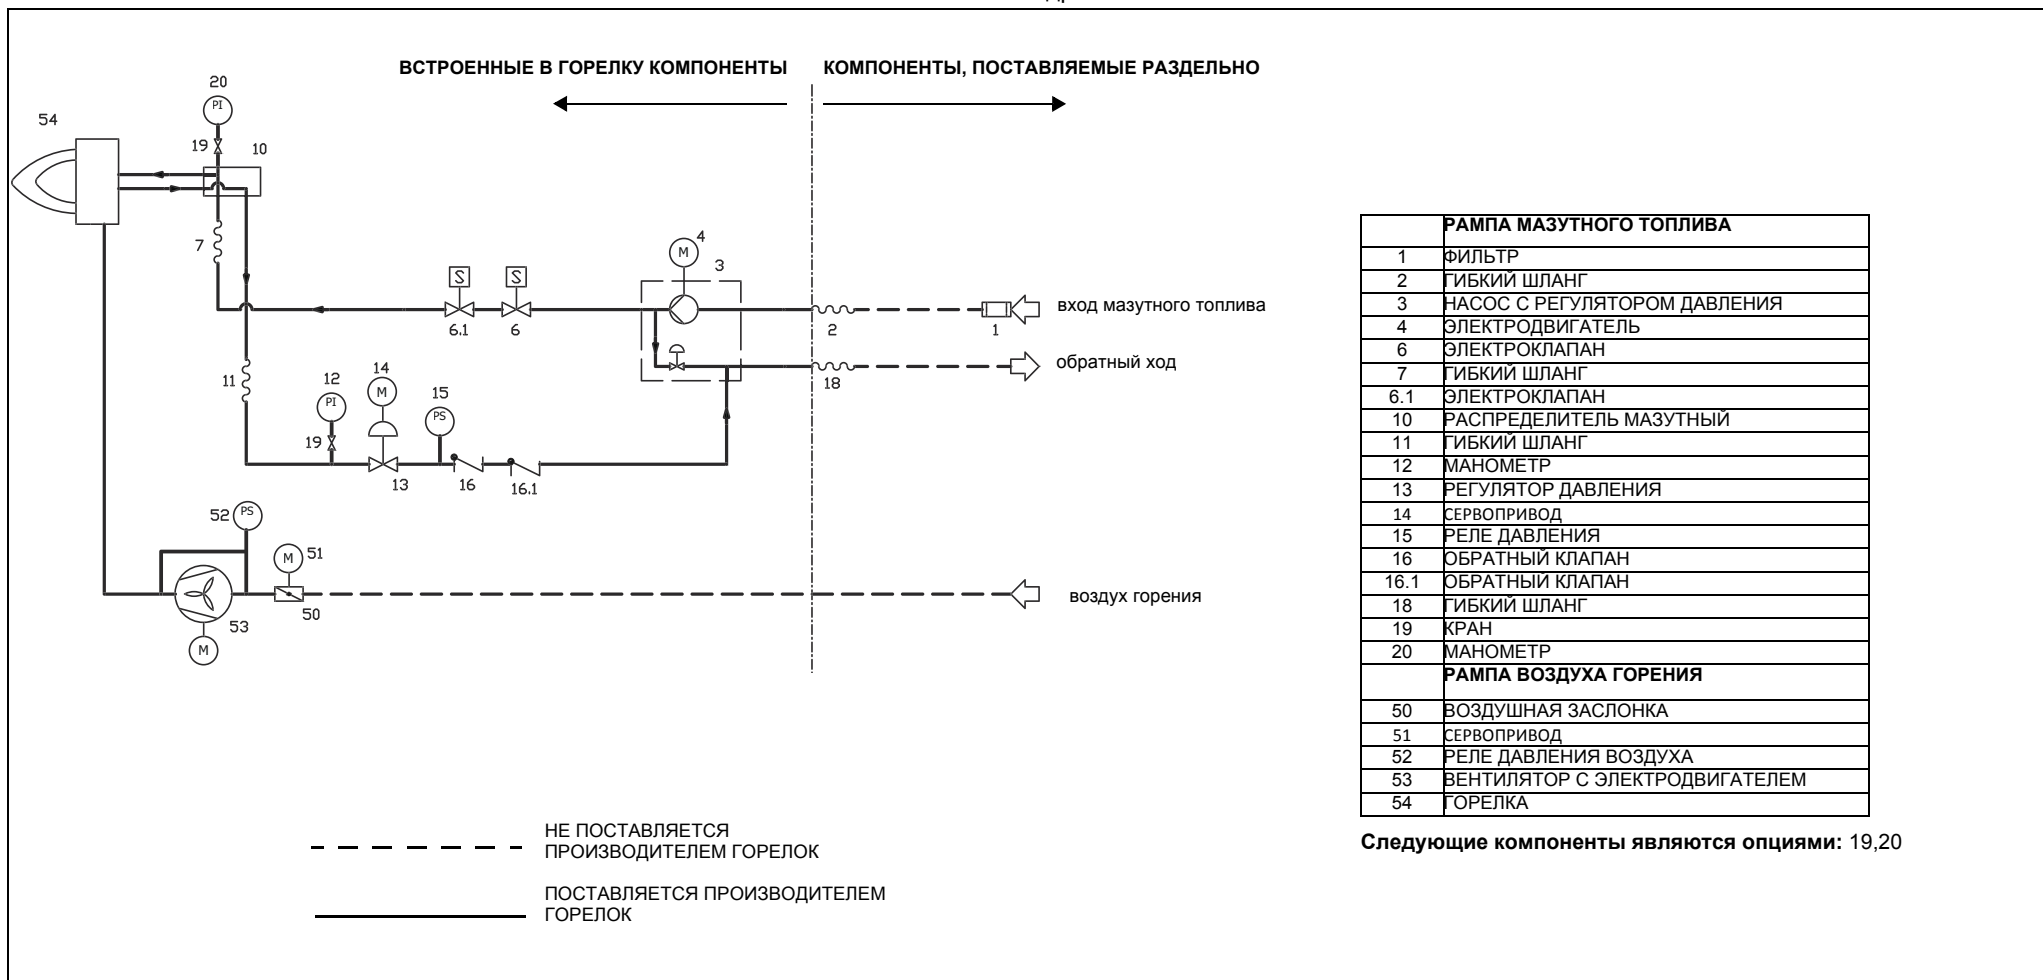 ВСТРОЕННЫЕ В ГОРЕЛКУ КОМПОНЕНТЫ
КОМПОНЕНТЫ, ПОСТАВЛЯЕМЫЕ РАЗДЕЛЬНО
20
PI
54
19
10
7
M
4
3
S
S
6.1
6
2
1
вход мазутного топлива
обратный ход
18
11
12
PI
19
14
M
15
PS
13
16
16.1
52
PS
M
51
50
53
M
воздух горения
НЕ ПОСТАВЛЯЕТСЯ
ПРОИЗВОДИТЕЛЕМ ГОРЕЛОК
ПОСТАВЛЯЕТСЯ ПРОИЗВОДИТЕЛЕМ
ГОРЕЛОК
РАМПА МАЗУТНОГО ТОПЛИВА
1 ФИЛЬТР
2 ГИБКИЙ ШЛАНГ
3 НАСОС С РЕГУЛЯТОРОМ ДАВЛЕНИЯ
4 ЭЛЕКТРОДВИГАТЕЛЬ
6 ЭЛЕКТРОКЛАПАН
7 ГИБКИЙ ШЛАНГ
6.1 ЭЛЕКТРОКЛАПАН
10 РАСПРЕДЕЛИТЕЛЬ МАЗУТНЫЙ
11 ГИБКИЙ ШЛАНГ
12 МАНОМЕТР
13 РЕГУЛЯТОР ДАВЛЕНИЯ
14 СЕРВОПРИВОД
15 РЕЛЕ ДАВЛЕНИЯ
16 ОБРАТНЫЙ КЛАПАН
16.1 ОБРАТНЫЙ КЛАПАН
18 ГИБКИЙ ШЛАНГ
19 КРАН
20 МАНОМЕТР
РАМПА ВОЗДУХА ГОРЕНИЯ
50 ВОЗДУШНАЯ ЗАСЛОНКА
51 СЕРВОПРИВОД
52 РЕЛЕ ДАВЛЕНИЯ ВОЗДУХА
53 ВЕНТИЛЯТОР С ЭЛЕКТРОДВИГАТЕЛЕМ
54 ГОРЕЛКА
Следующие компоненты являются опциями: 19,20